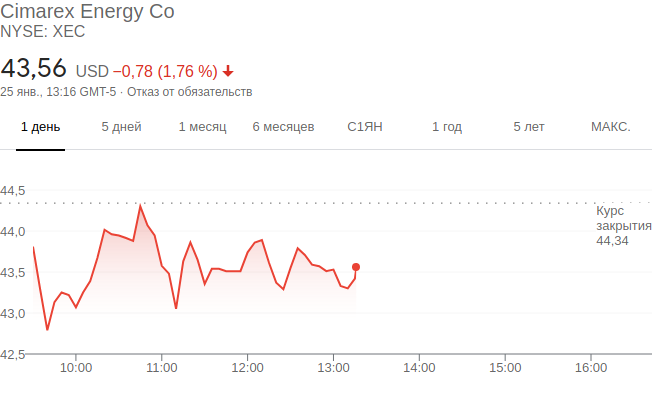 Cimarex Energy Co
NYSE: XEC
43,56 USD −0,78 (1,76 %)
25 янв., 13:16 GMT-5 · Отказ от обязательств
1 день 5 дней 1 месяц 6 месяцев С1ЯН 1 год 5 лет МАКС.
44,5
Курс
закрытия
44,34
44,0
43,5
43,0
42,5
10:00 11:00 12:00 13:00 14:00 15:00 16:00